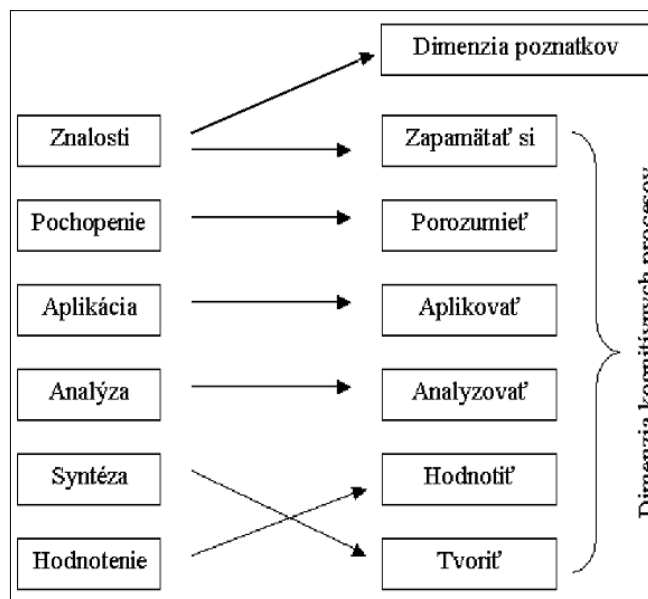 Dimenzia poznatkov
Znalosti
Zapamätať si
Pochopenie
Porozumieť
Aplikácia
Aplikovať
Analýza
Analyzovať
Syntéza
Hodnotiť
Hodnotenie
Tvoriť
Dimenzia kognitívnych procesov